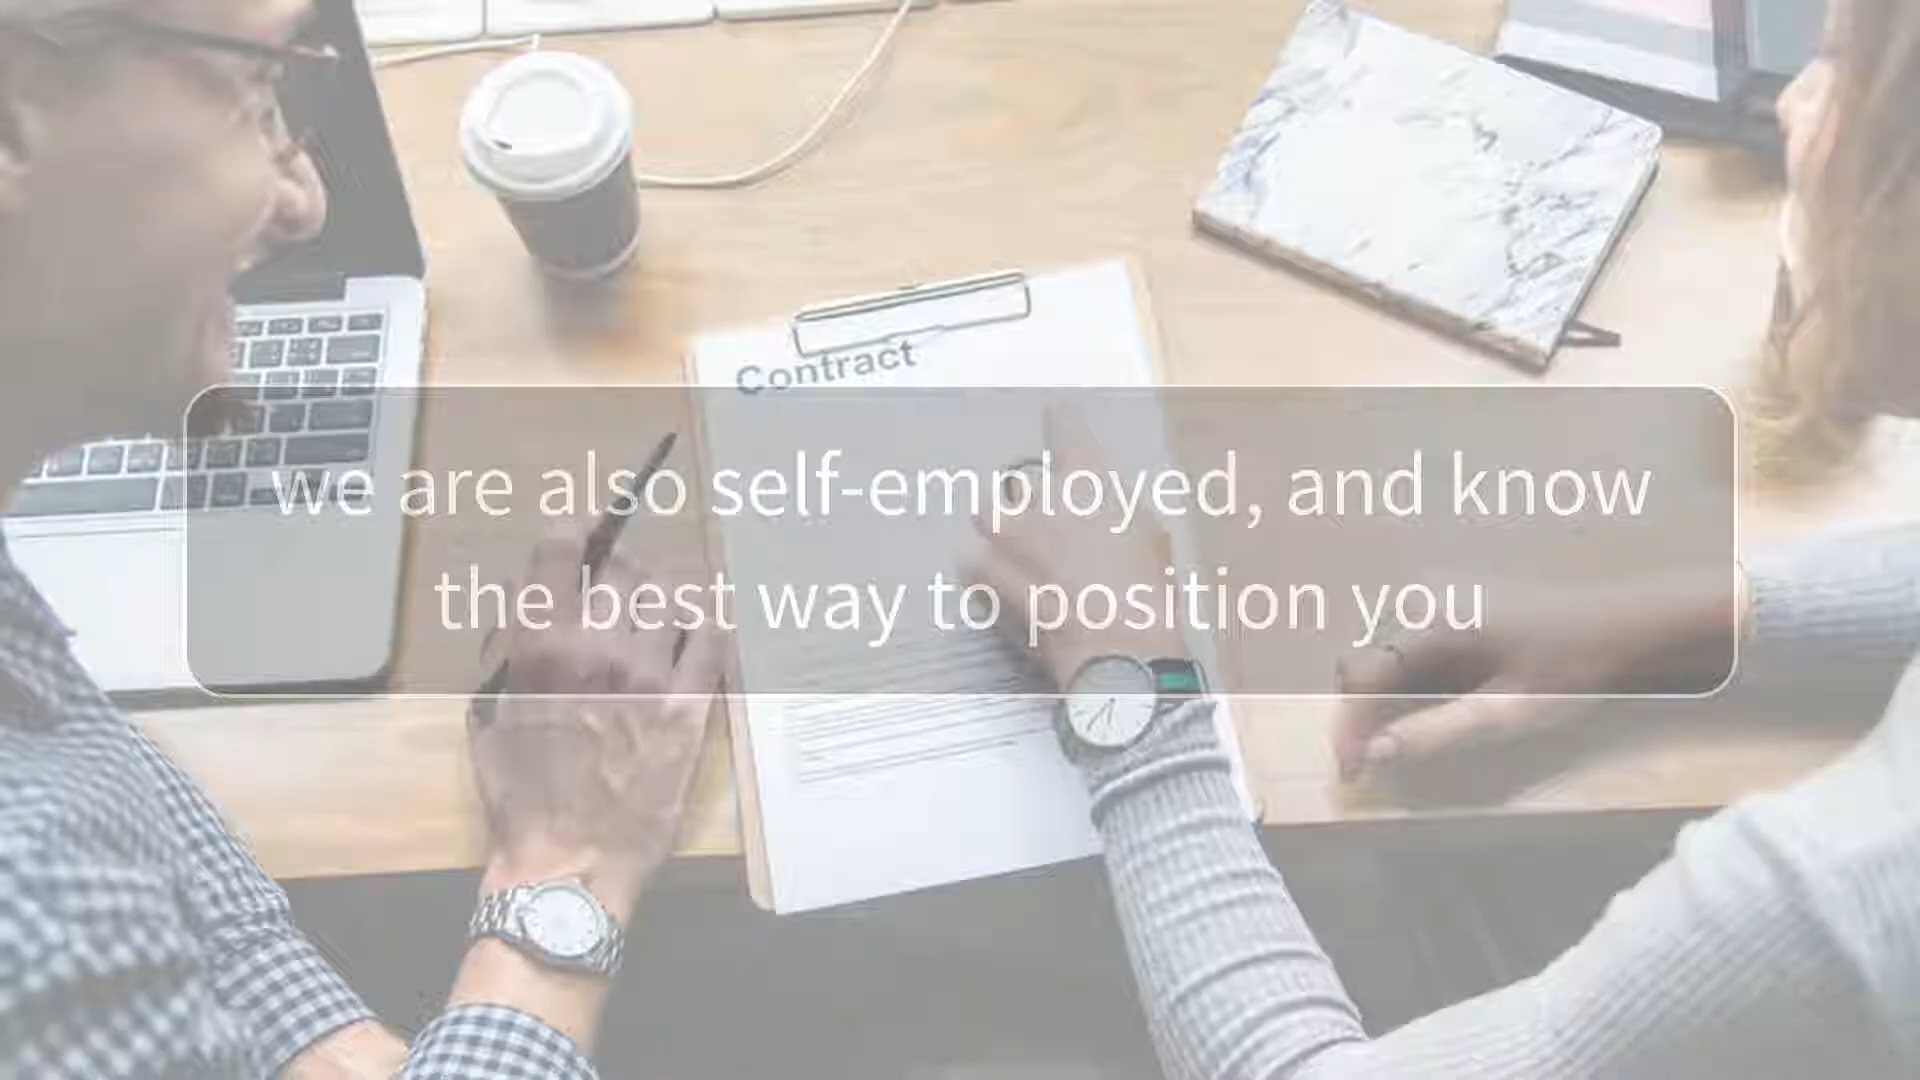 Contract
we are also self-employed, and know
the best way to position you